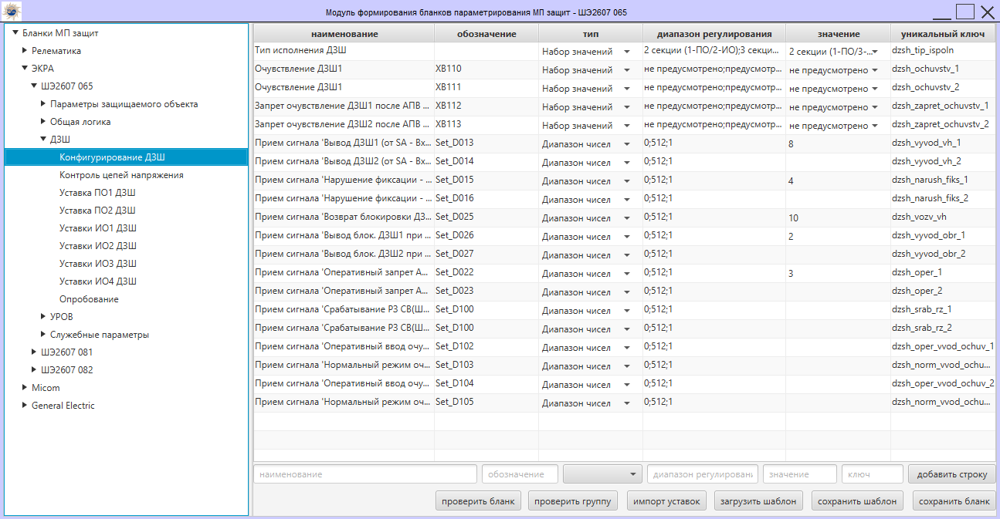 Модуль формирования бланков параметрирования МП защит - ШЭ2607 065
Бланки МП защит
Релематика
ЭКРА
ШЭ2607 065
Параметры защищаемого объекта
Общая логика
ДЗШ
Конфигурирование ДЗШ
Контроль цепей напряжения
Уставка ПО1 ДЗШ
Уставка ПО2 ДЗШ
Уставки ИО1 ДЗШ
Уставки ИО2 ДЗШ
Уставки ИО3 ДЗШ
Уставки ИО4 ДЗШ
Опробование
УРОВ
Служебные параметры
ШЭ2607 081
ШЭ2607 082
Micom
General Electric
наименование обозначение тип диапазон регулирования значение уникальный ключ
Тип исполнения ДЗШ Набор значений 2 секции (1-ПО/2-ИО);3 секци... 2 секции (1-ПО/3-... dzsh_tip_ispoln
Очувствление ДЗШ1 XB110 Набор значений не предусмотрено;предусмотр... не предусмотрено dzsh_ochuvstv_1
Очувствление ДЗШ1 XB111 Набор значений не предусмотрено;предусмотр... не предусмотрено dzsh_ochuvstv_2
Запрет очувствление ДЗШ1 после АПВ ... XB112 Набор значений не предусмотрено;предусмотр... не предусмотрено dzsh_zapret_ochuvstv_1
Запрет очувствление ДЗШ2 после АПВ ... XB113 Набор значений не предусмотрено;предусмотр... не предусмотрено dzsh_zapret_ochuvstv_2
Прием сигнала 'Вывод ДЗШ1 (от SA - Вх... Set_D013 Диапазон чисел 0;512;1 8 dzsh_vyvod_vh_1
Прием сигнала 'Вывод ДЗШ2 (от SA - Вх... Set_D014 Диапазон чисел 0;512;1 dzsh_vyvod_vh_2
Прием сигнала 'Нарушение фиксации - ... Set_D015 Диапазон чисел 0;512;1 4 dzsh_narush_fiks_1
Прием сигнала 'Нарушение фиксации - ... Set_D016 Диапазон чисел 0;512;1 dzsh_narush_fiks_2
Прием сигнала 'Возврат блокировки ДЗ... Set_D025 Диапазон чисел 0;512;1 10 dzsh_vozv_vh
Прием сигнала 'Вывод блок. ДЗШ1 при ... Set_D026 Диапазон чисел 0;512;1 2 dzsh_vyvod_obr_1
Прием сигнала 'Вывод блок. ДЗШ2 при ... Set_D027 Диапазон чисел 0;512;1 dzsh_vyvod_obr_2
Прием сигнала 'Оперативный запрет А... Set_D022 Диапазон чисел 0;512;1 3 dzsh_oper_1
Прием сигнала 'Оперативный запрет А... Set_D023 Диапазон чисел 0;512;1 dzsh_oper_2
Прием сигнала 'Срабатывание РЗ СВ(Ш... Set_D100 Диапазон чисел 0;512;1 dzsh_srab_rz_1
Прием сигнала 'Срабатывание РЗ СВ(Ш... Set_D100 Диапазон чисел 0;512;1 dzsh_srab_rz_2
Прием сигнала 'Оперативный ввод очу... Set_D102 Диапазон чисел 0;512;1 dzsh_oper_vvod_ochuv_1
Прием сигнала 'Нормальный режим оч... Set_D103 Диапазон чисел 0;512;1 dzsh_norm_vvod_ochu...
Прием сигнала 'Оперативный ввод очу... Set_D104 Диапазон чисел 0;512;1 dzsh_oper_vvod_ochuv_2
Прием сигнала 'Нормальный режим оч... Set_D105 Диапазон чисел 0;512;1 dzsh_norm_vvod_ochu...
наименование обозначение диапазон регулировани значение ключ добавить строку
проверить бланк проверить группу импорт уставок загрузить шаблон сохранить шаблон сохранить бланк